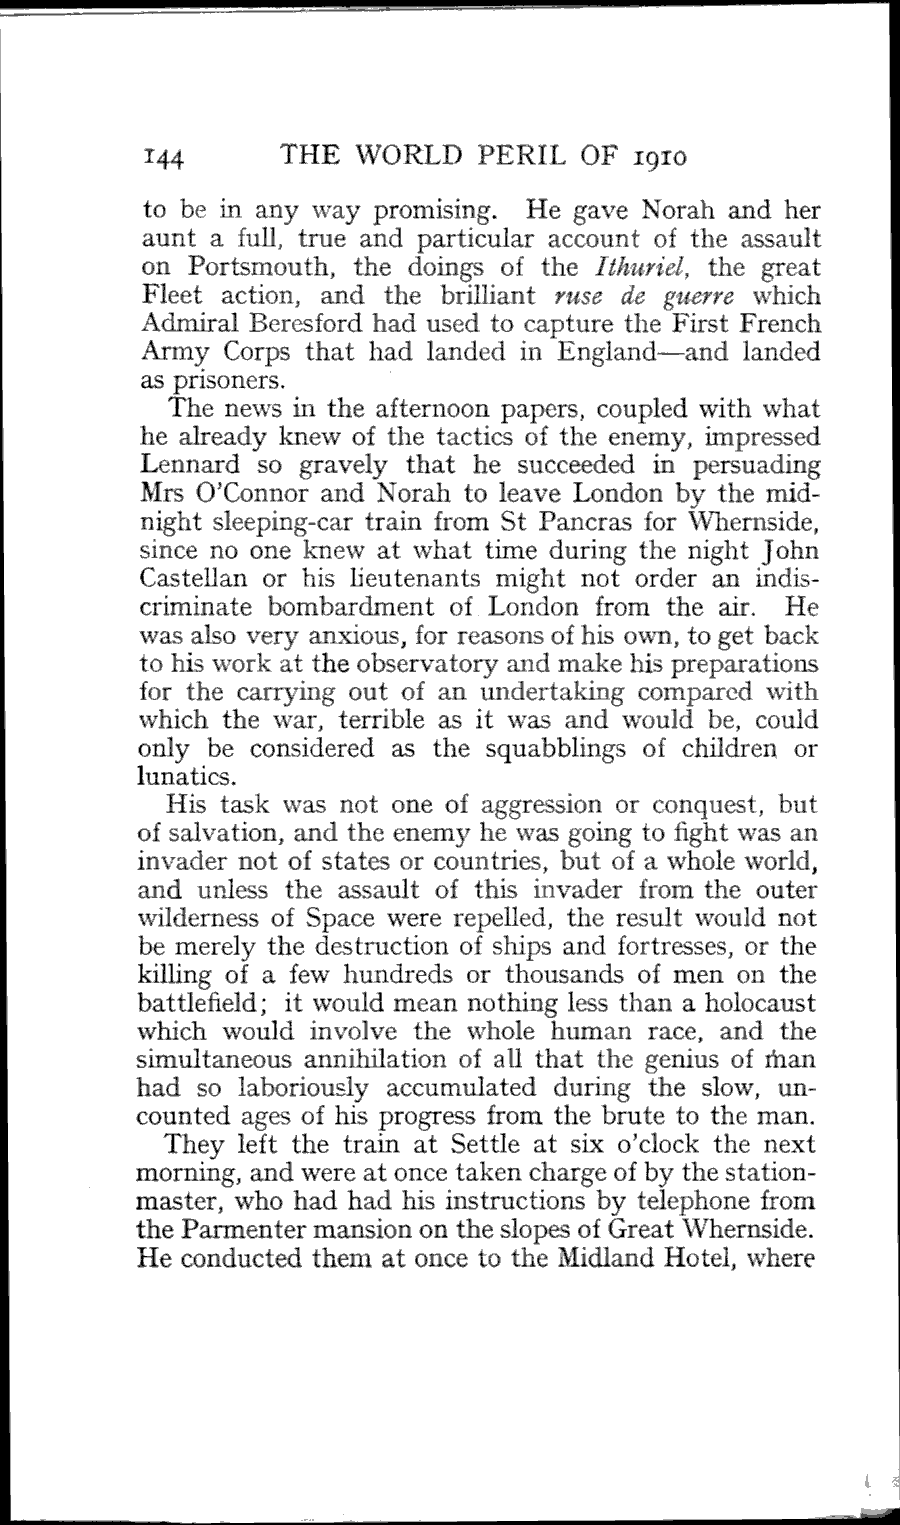 144 THE WORLD PERIL OF 1910
to be in any way promising. He gave Norah and her
aunt a full, true and particular account of the assault
on Portsmouth, the doings of the Ithuriel, the great
Fleet action, and the brilliant ruse de guerre which
Admiral Beresford had used to capture the First French
Army Corps that had landed in England—and landed
as prisoners.
The news in the afternoon papers, coupled with what
he already knew of the tactics of the enemy, impressed
Lennard so gravely that he succeeded in persuading
Mrs O'Connor and Norah to leave London by the mid-
night sleeping-car train from St Pancras for Whernside,
since no one knew at what time during the night John
Castellan or his lieutenants might not order an indis-
criminate bombardment of London from the air. He
was also very anxious, for reasons of his own, to get back
to his work at the observatory and make his preparations
for the carrying out of an undertaking compared with
which the war, terrible as it was and would be, could
only be considered as the squabblings of children or
lunatics.
His task was not one of aggression or conquest, but
of salvation, and the enemy he was going to fight was an
invader not of states or countries, but of a whole world,
and unless the assault of this invader from the outer
wilderness of Space were repelled, the result would not
be merely the destruction of ships and fortresses, or the
killing of a few hundreds or thousands of men on the
battlefield; it would mean nothing less than a holocaust
which would involve the whole human race, and the
simultaneous annihilation of all that the genius of man
had so laboriously accumulated during the slow, un-
counted ages of his progress from the brute to the man.
They left the train at Settle at six o'clock the next
morning, and were at once taken charge of by the station-
master, who had had his instructions by telephone from
the Parmenter mansion on the slopes of Great Whernside.
He conducted them at once to the Midland Hotel, where